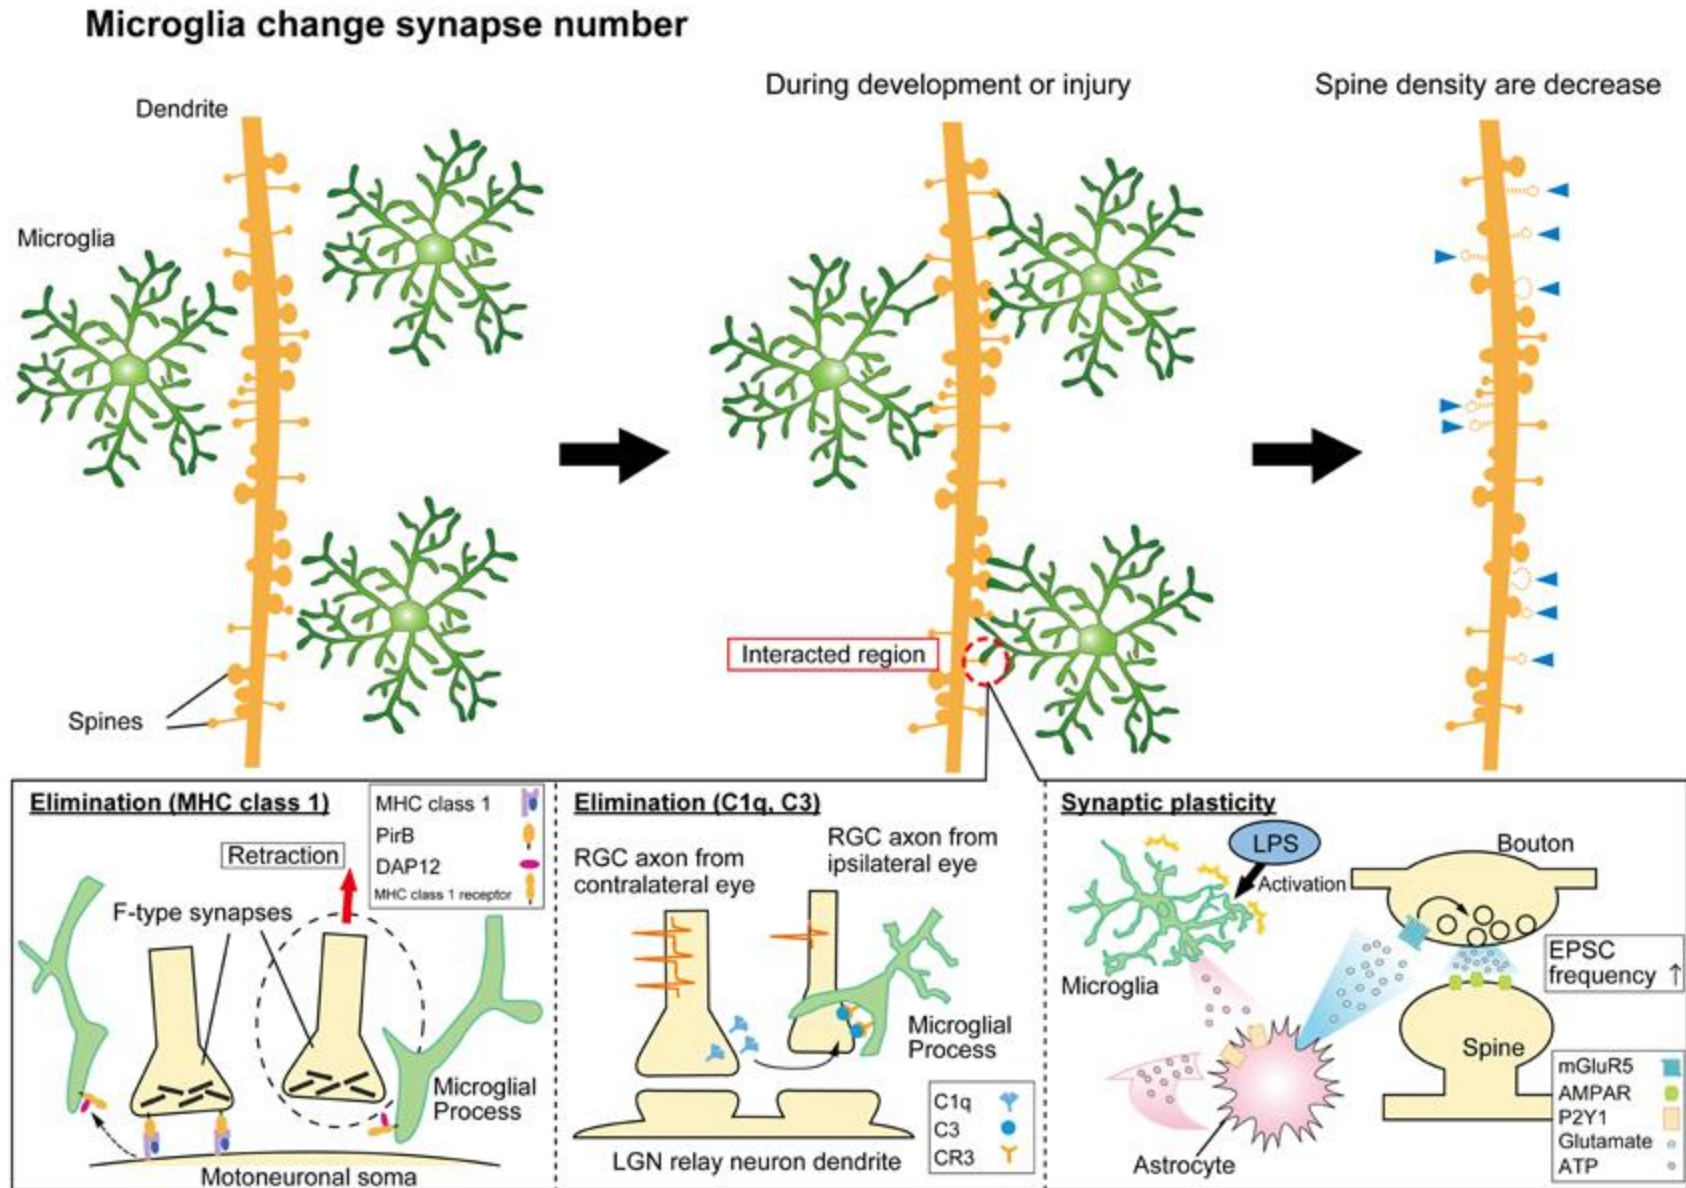 Microglia change synapse number
During development or injury
Spine density are decrease
Dendrite
Microglia
Interacted region
Spines
Elimination (MHC class 1)
MHC class 1
PirB
DAP12
MHC class 1 receptor
Retraction
F-type synapses
Microglial
Process
Motoneuronal soma
Elimination (C1q, C3)
RGC axon from
contralateral eye
RGC axon from
ipsilateral eye
Microglial
Process
C1q
C3
CR3
LGN relay neuron dendrite
Synaptic plasticity
LPS
Activation
Bouton
Microglia
EPSC
frequency ↑
Spine
mGluR5
AMPAR
P2Y1
Glutamate
ATP
Astrocyte